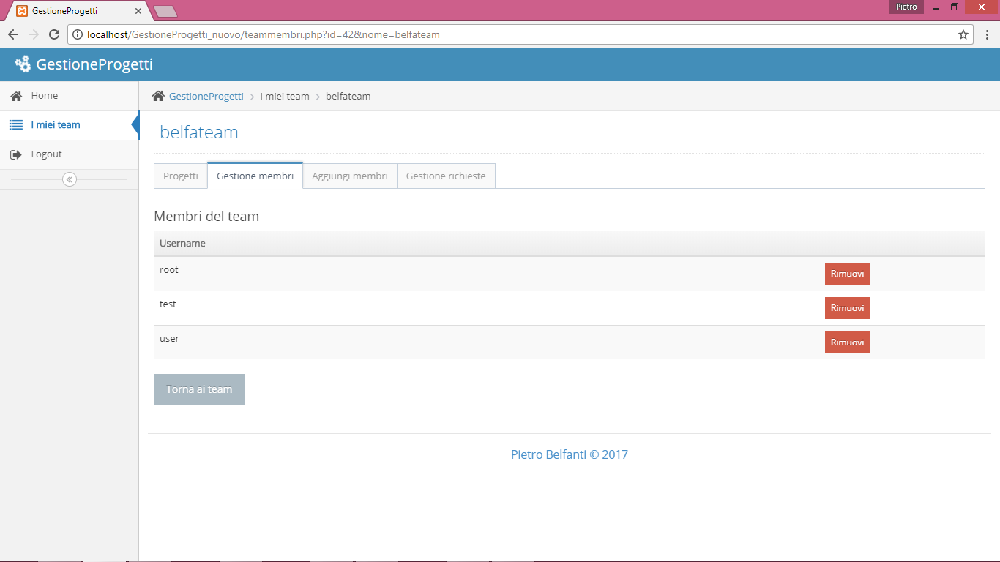 GestioneProgetti
Pietro
localhost/GestioneProgetti_nuovo/teammembri.php?id=42&nome=belfateam
GestioneProgetti
Home
I miei team
Logout
GestioneProgetti > I miei team > belfateam
belfateam
Progetti Gestione membri Aggiungi membri Gestione richieste
Membri del team
Username
root Rimuovi
test Rimuovi
user Rimuovi
Torna ai team
Pietro Belfanti © 2017